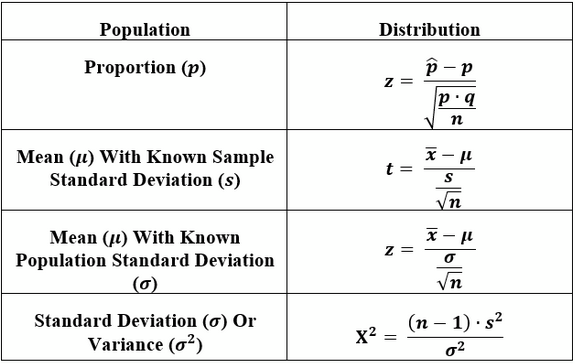 Population
Distribution
Proportion (p)
z = (p̂ − p) / √((p · q) / n)
Mean (μ) With Known Sample
Standard Deviation (s)
t = (x̄ − μ) / (s / √n)
Mean (μ) With Known
Population Standard Deviation
(σ)
z = (x̄ − μ) / (σ / √n)
Standard Deviation (σ) Or
Variance (σ²)
X² = ((n − 1) · s²) / σ²